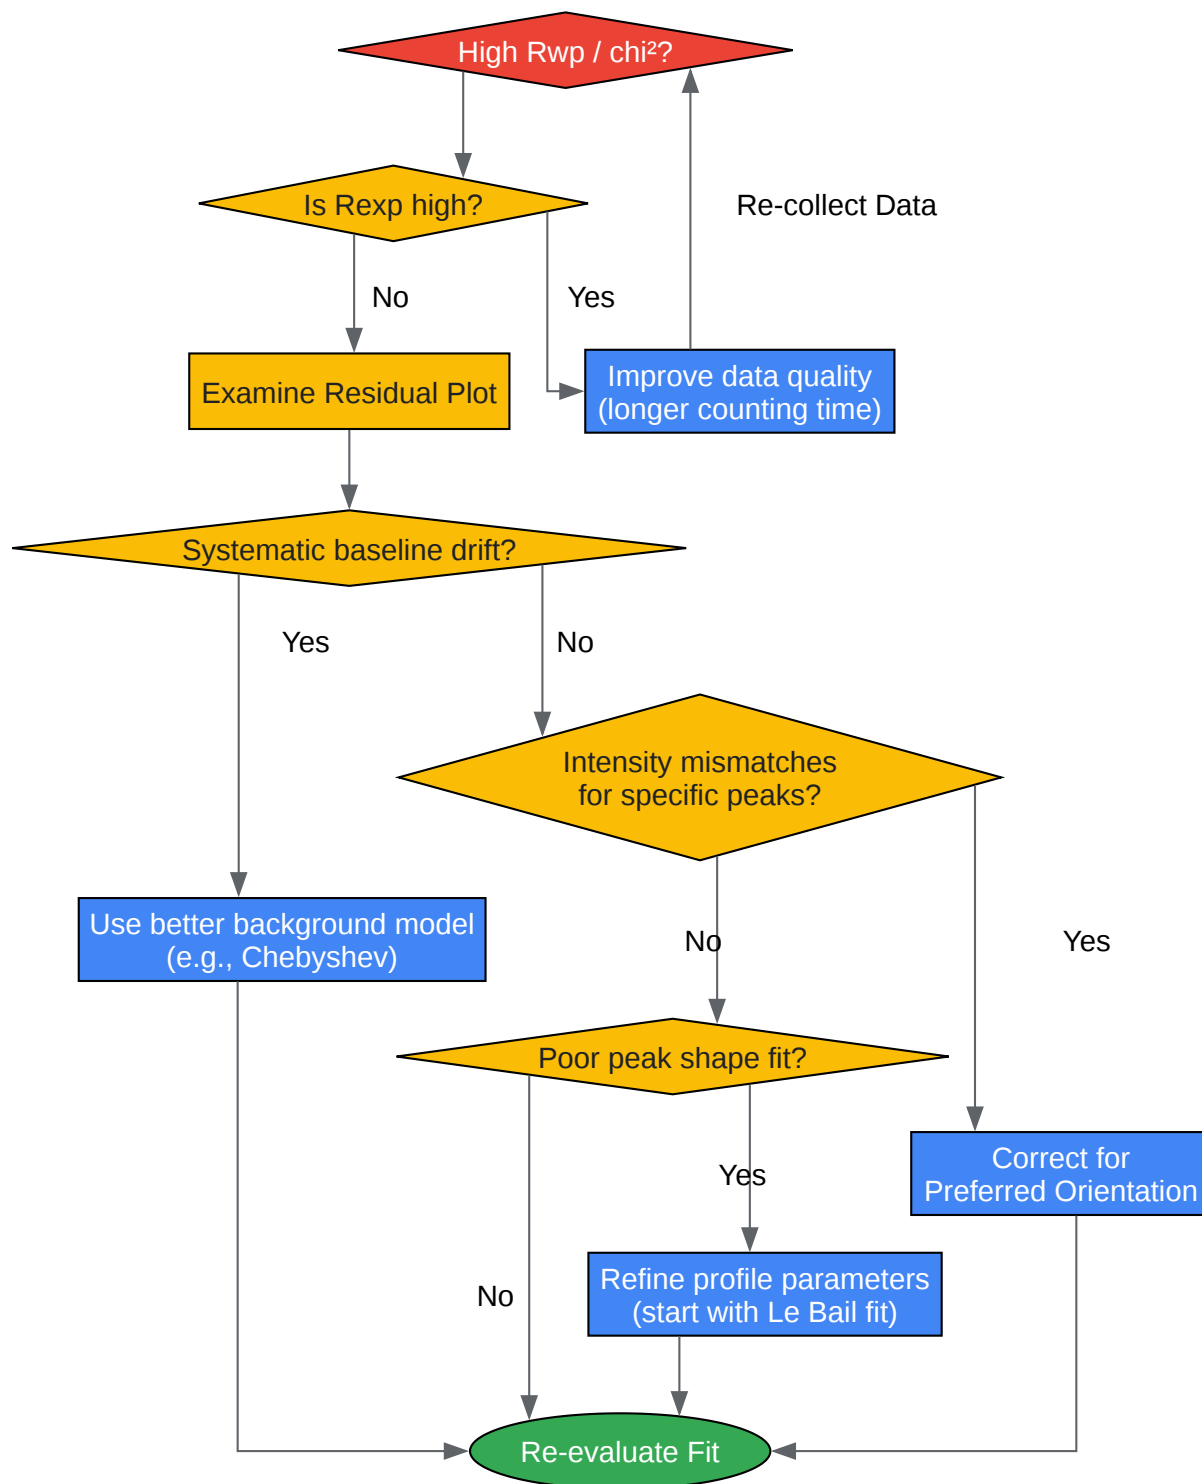 High Rwp / chi²?
Is Rexp high?
Re-collect Data
No
Yes
Examine Residual Plot
Improve data quality
(longer counting time)
Systematic baseline drift?
Yes
No
Intensity mismatches
for specific peaks?
Use better background model
(e.g., Chebyshev)
No
Yes
Poor peak shape fit?
Yes
Correct for
Preferred Orientation
No
Refine profile parameters
(start with Le Bail fit)
Re-evaluate Fit